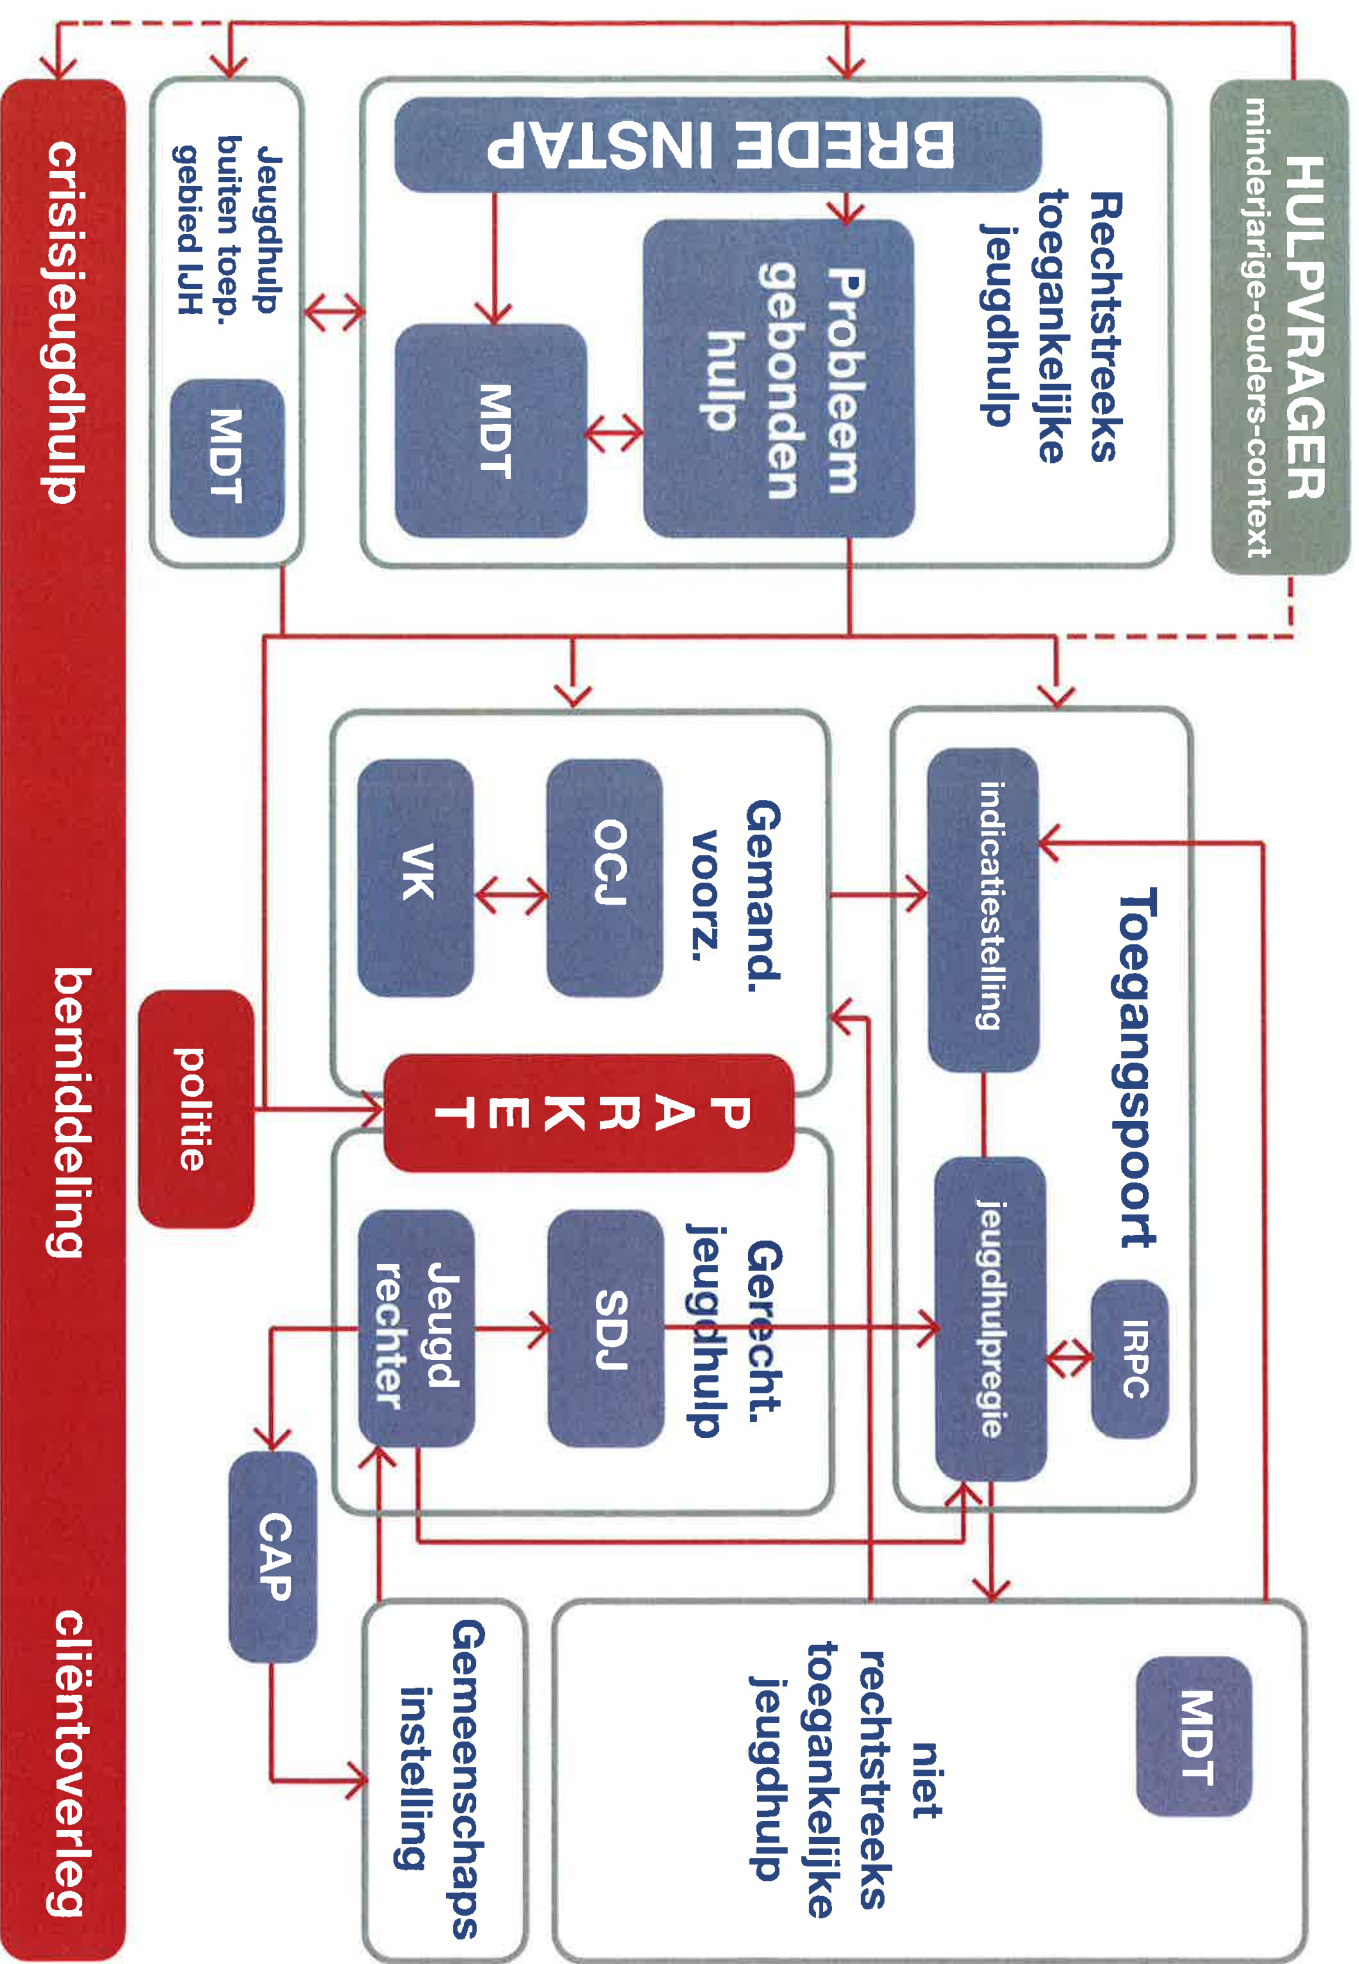 HULPVRAGER
minderjarige-ouders-context
Rechtstreeks
toegankelijke
jeugdhulp
BREDE INSTAP
Probleem
gebonden
hulp
MDT
Jeugdhulp
buiten toep.
gebied IJH
MDT
Toegangspoort
indicatiestelling
jeugdhulpregie
IRPC
Gemand.
voorz.
OCJ
VK
PARKET
Gerecht.
jeugdhulp
SDJ
Jeugd
rechter
politie
CAP
MDT
niet
rechtstreeks
toegankelijke
jeugdhulp
Gemeenschaps
instelling
crisisjeugdhulp bemiddeling cliëntoverleg